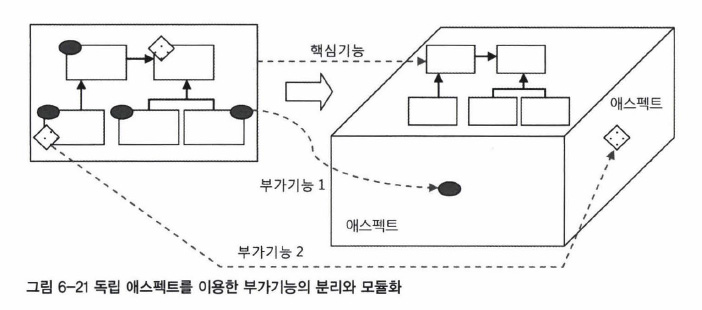 핵심기능
애스펙트
부가기능 1
애스펙트
부가기능 2
그림 6-21 독립 애스펙트를 이용한 부가기능의 분리와 모듈화